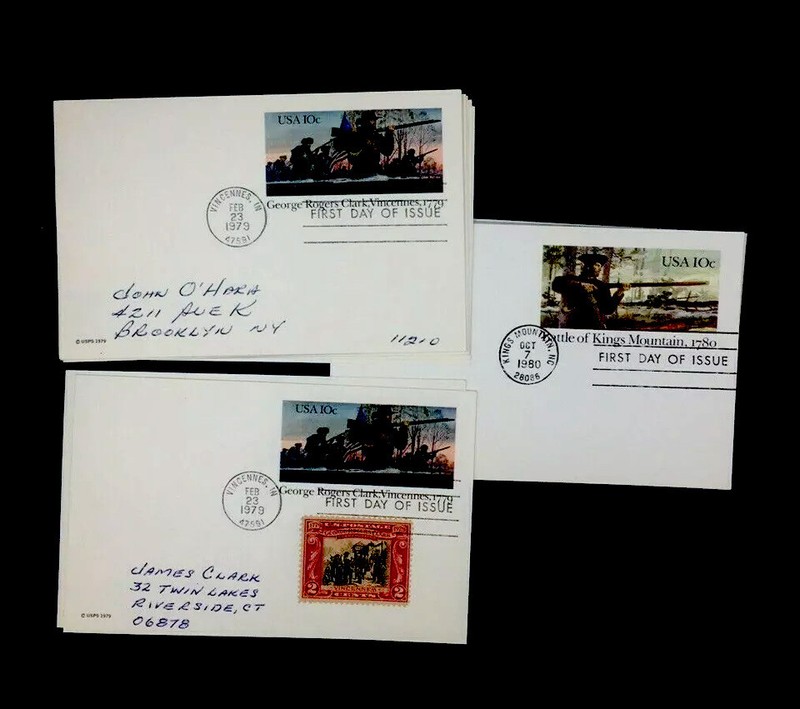 USA 10c
George Rogers Clark, Vincennes, 1779
FIRST DAY OF ISSUE
VINCENNES, IN
FEB
23
1979
47591
JOHN O'HARA
4211 AVE K
BROOKLYN NY
11210
© USPS 1979
USA 10c
Battle of Kings Mountain, 1780
FIRST DAY OF ISSUE
KINGS MOUNTAIN, NC
OCT
7
1980
28086
USA 10c
George Rogers Clark, Vincennes, 1779
FIRST DAY OF ISSUE
VINCENNES, IN
FEB
23
1979
47591
U.S. POSTAGE
VINCENNES
2 CENTS 2
JAMES CLARK
32 TWIN LAKES
RIVERSIDE, CT
06878
© USPS 1979